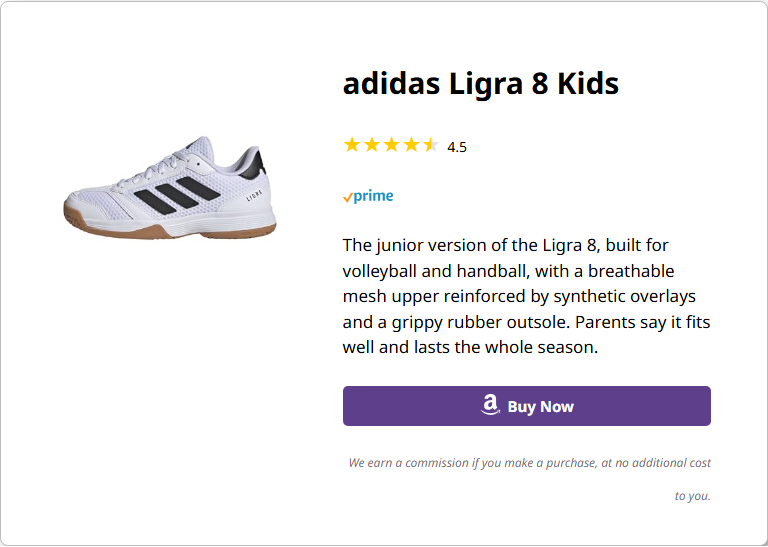 adidas Ligra 8 Kids
4.5
prime
LIGRA
The junior version of the Ligra 8, built for
volleyball and handball, with a breathable
mesh upper reinforced by synthetic overlays
and a grippy rubber outsole. Parents say it fits
well and lasts the whole season.
Buy Now
We earn a commission if you make a purchase, at no additional cost
to you.